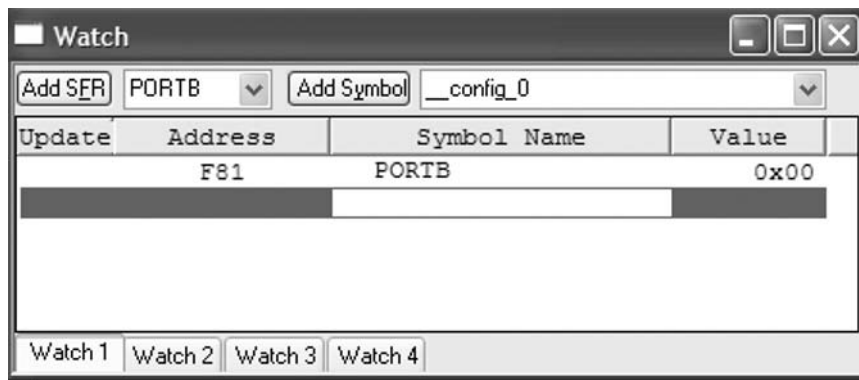 Watch
Add SFR PORTB Add Symbol __config_0
Update Address Symbol Name Value
F81 PORTB 0x00
Watch 1 Watch 2 Watch 3 Watch 4